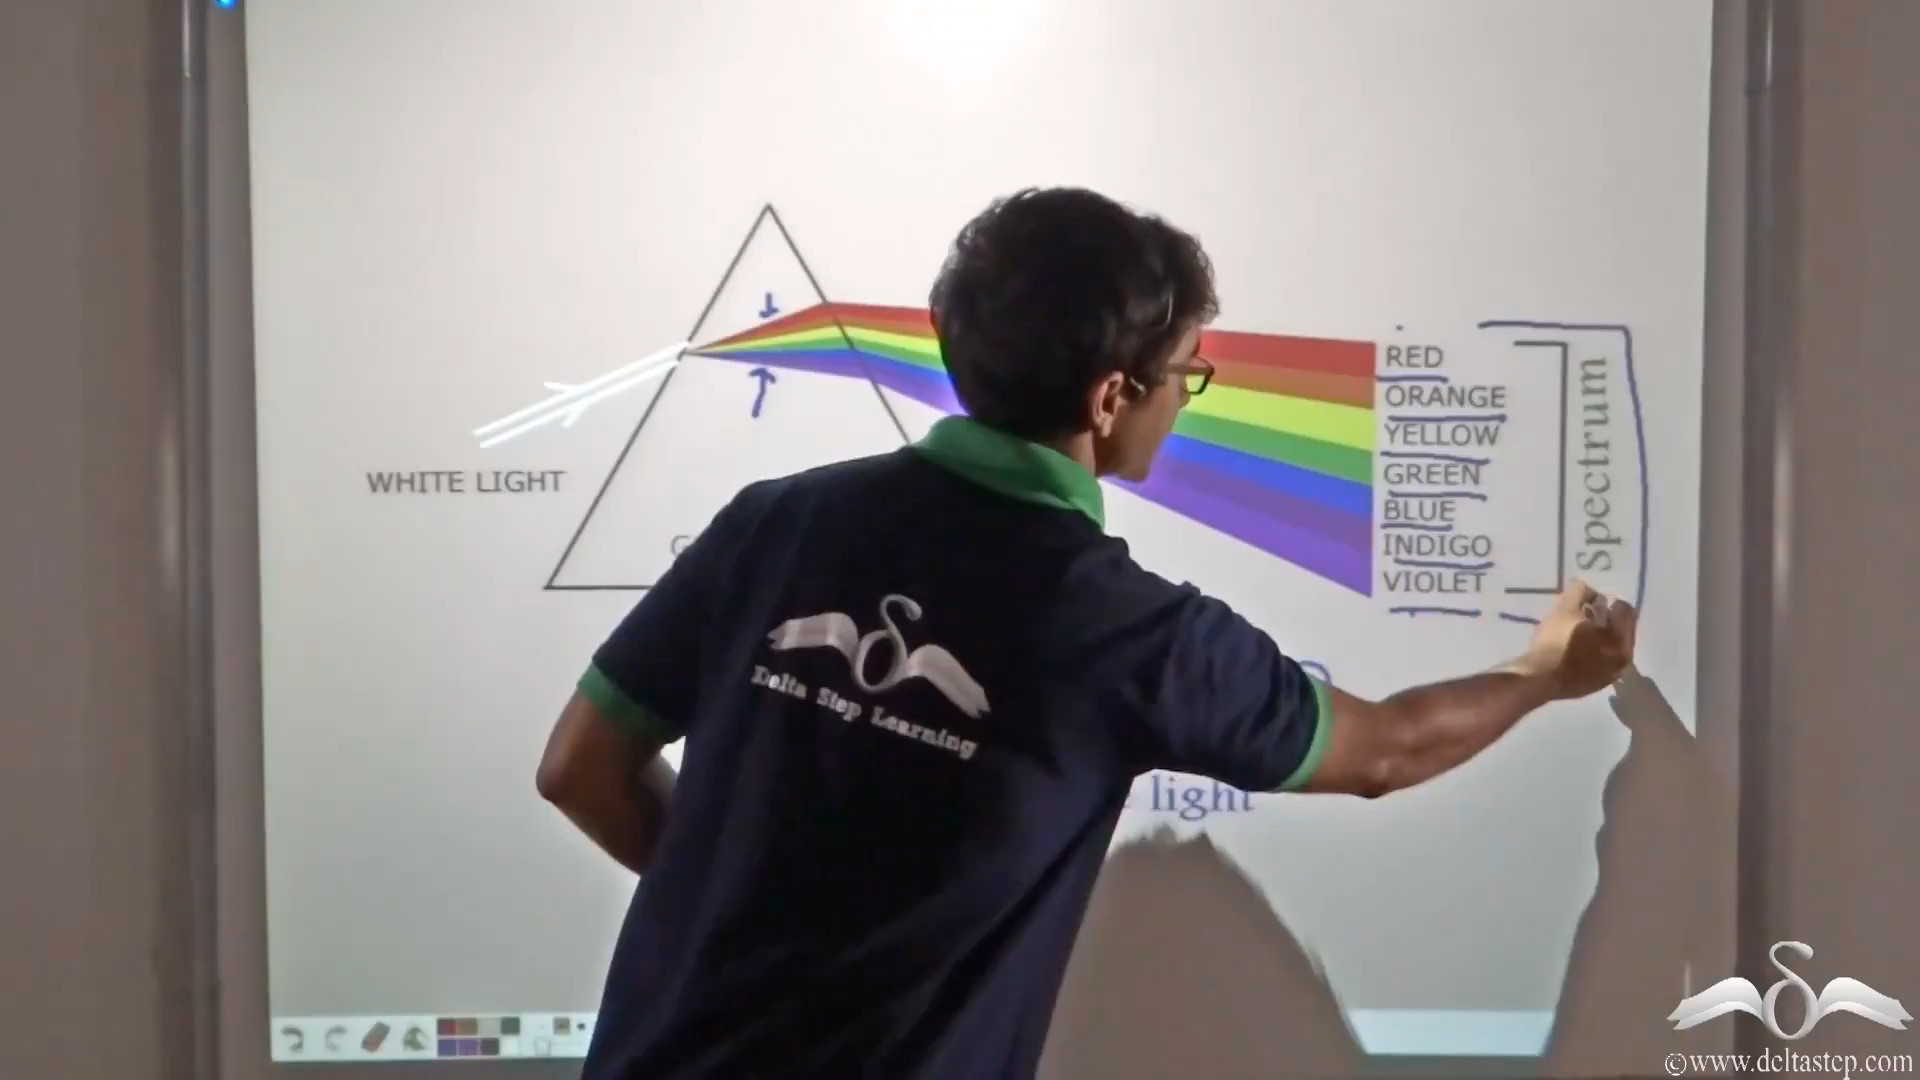 RED
ORANGE
YELLOW
GREEN
BLUE
INDIGO
VIOLET
Spectrum
WHITE LIGHT
Delta Step Learning
light
©www.deltastep.com